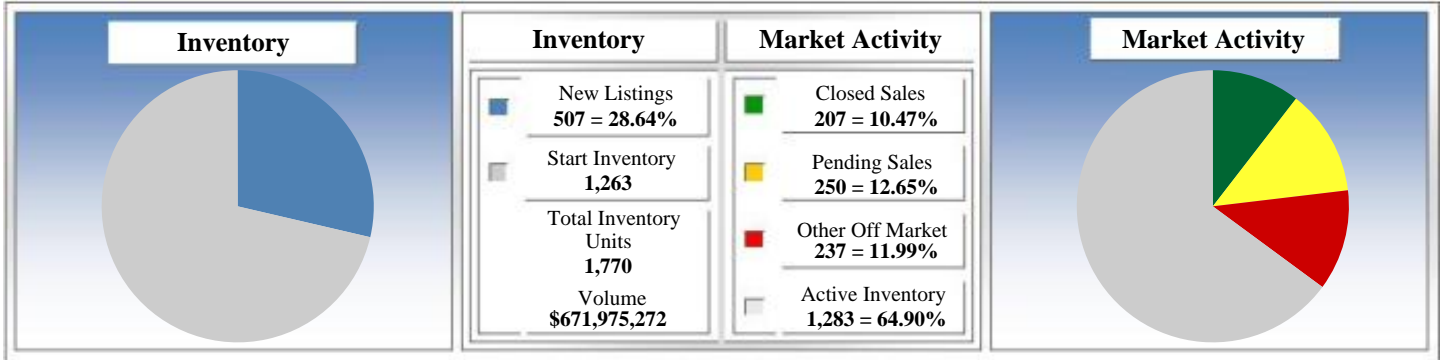 Inventory
Inventory
Market Activity
New Listings
507 = 28.64%
Start Inventory
1,263
Total Inventory
Units
1,770
Volume
$671,975,272
Closed Sales
207 = 10.47%
Pending Sales
250 = 12.65%
Other Off Market
237 = 11.99%
Active Inventory
1,283 = 64.90%
Market Activity